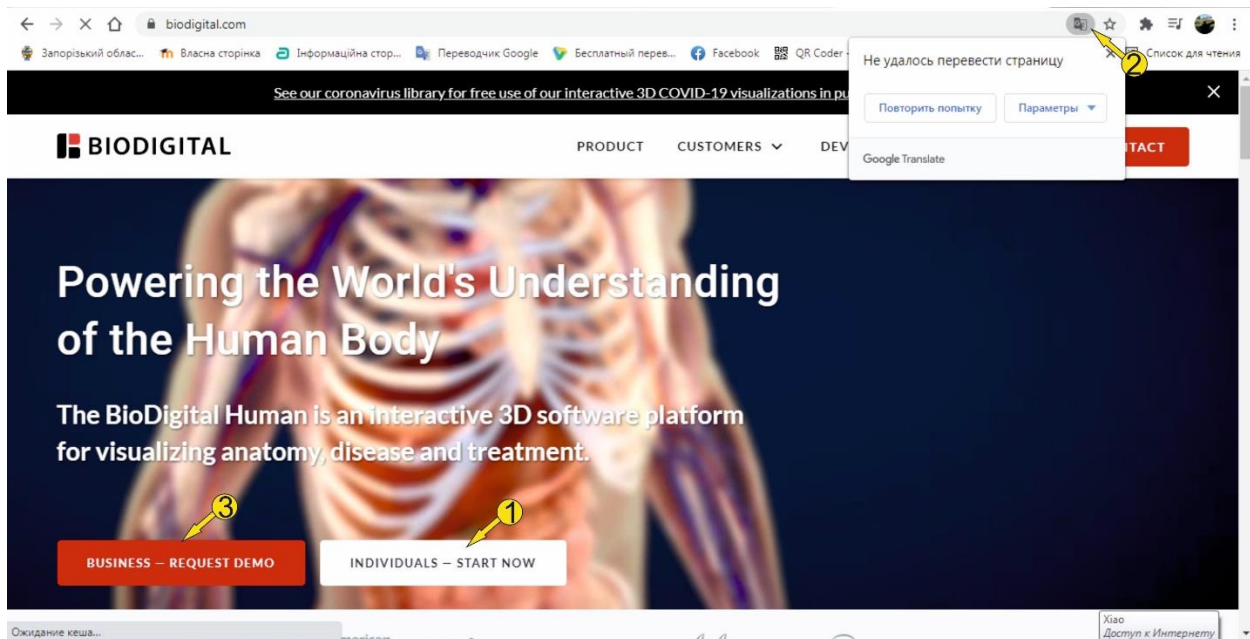 biodigital.com
Запорізький облас... Власна сторінка Інформаційна стор... Переводчик Google Бесплатный перев... Facebook QR Coder Список для чтения
2
Не удалось перевести страницу
Повторить попытку Параметры
Google Translate
See our coronavirus library for free use of our interactive 3D COVID-19 visualizations in pu
BIODIGITAL PRODUCT CUSTOMERS DEV TACT
Powering the World's Understanding
of the Human Body
The BioDigital Human is an interactive 3D software platform
for visualizing anatomy, disease and treatment.
3 1
BUSINESS – REQUEST DEMO INDIVIDUALS – START NOW
Ожидание кеша...
Xiao
Доступ к Интернету